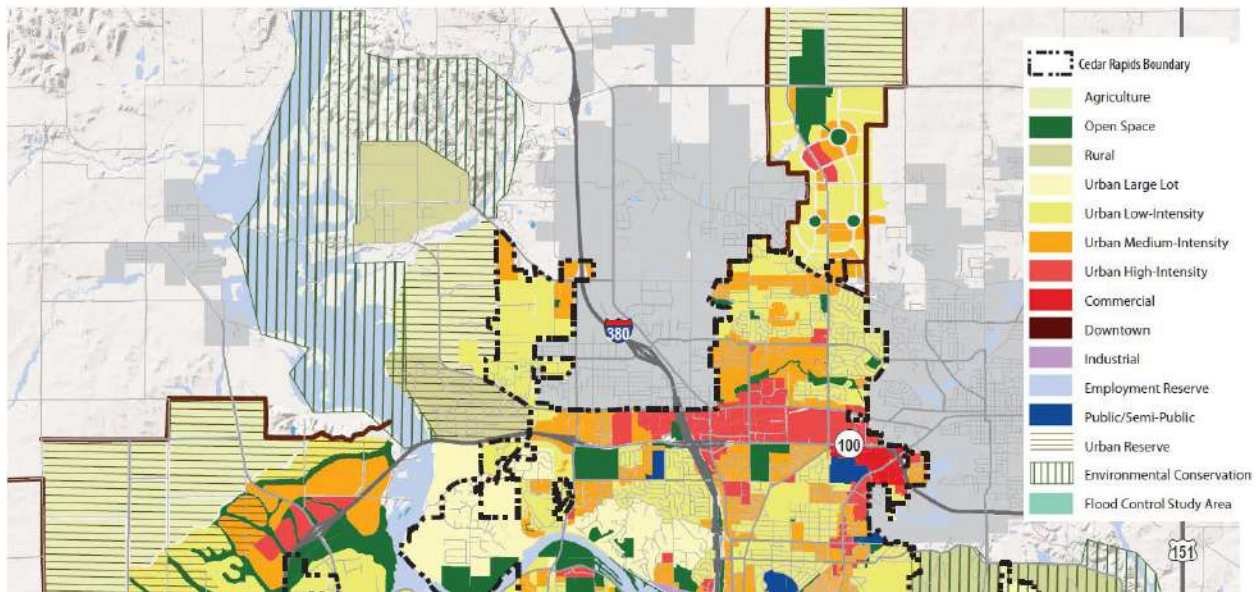 Cedar Rapids Boundary
Agriculture
Open Space
Rural
Urban Large Lot
Urban Low-Intensity
Urban Medium-Intensity
Urban High-Intensity
Commercial
Downtown
Industrial
Employment Reserve
Public/Semi-Public
Urban Reserve
Environmental Conservation
Flood Control Study Area
380
100
151